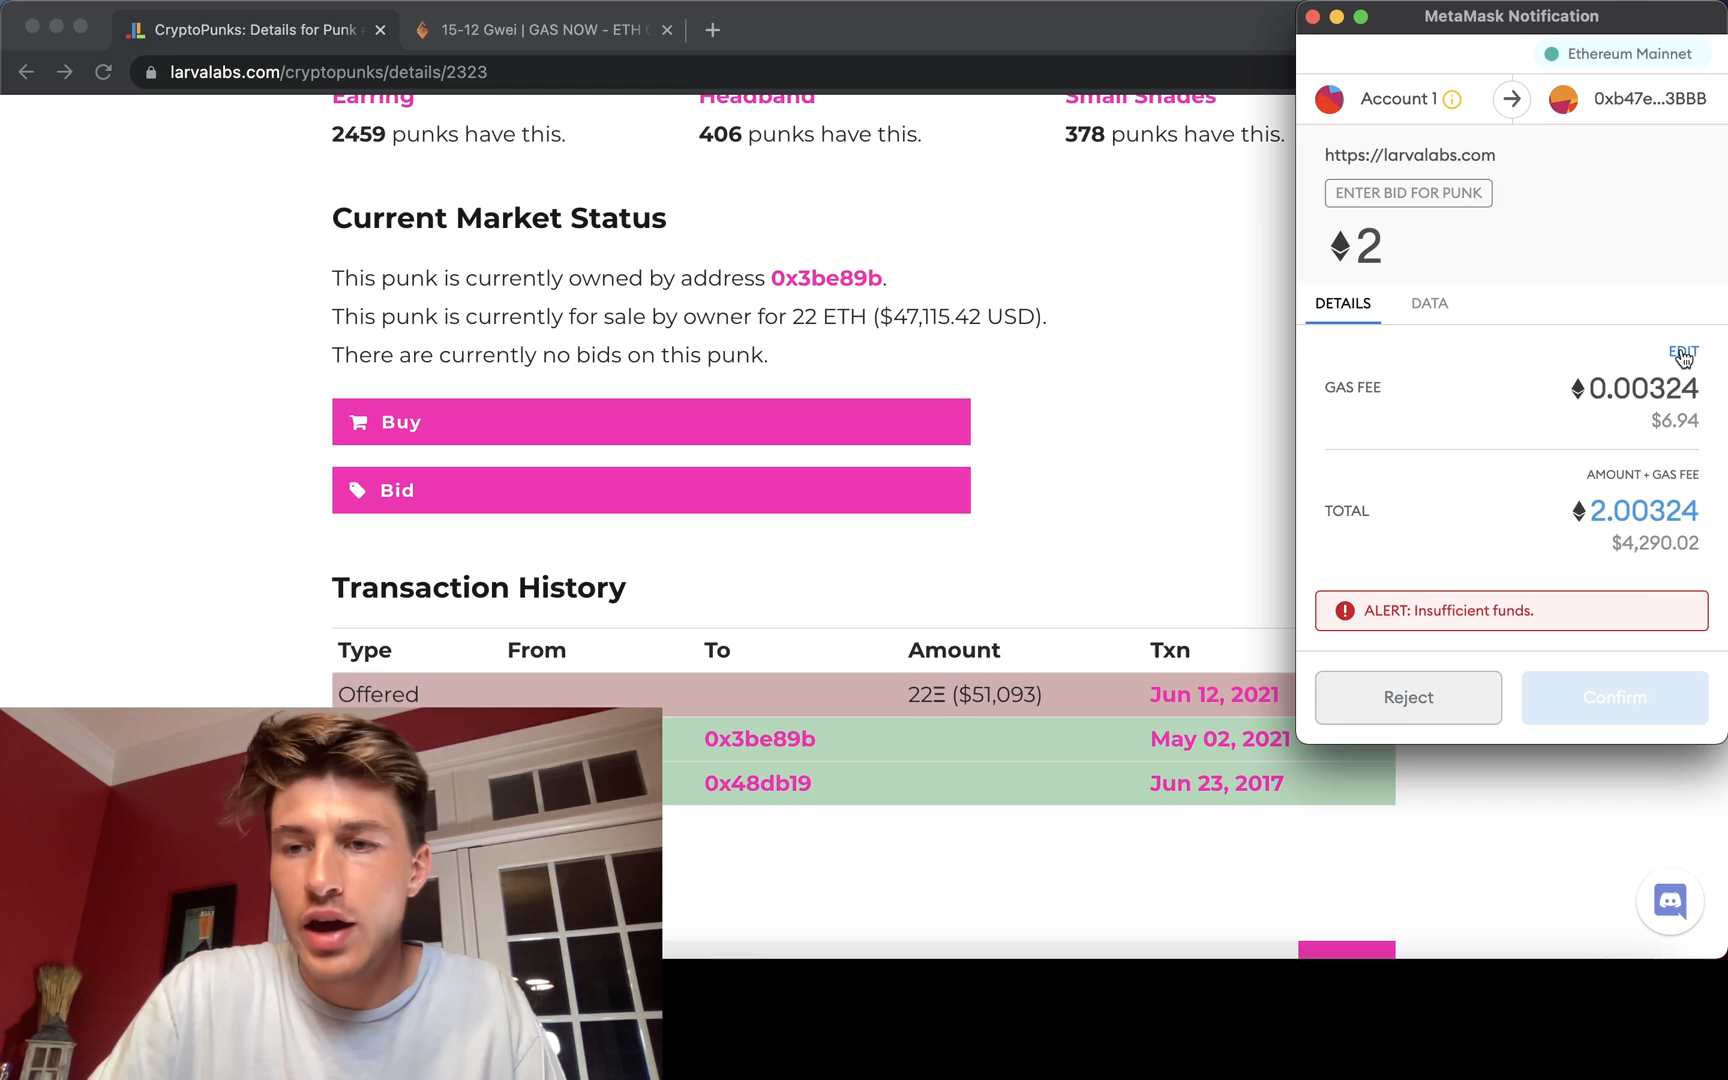 CryptoPunks: Details for Punk
15-12 Gwei | GAS NOW - ETH
larvalabs.com/cryptopunks/details/2323
Earring
Headband
Small Shades
2459 punks have this.
406 punks have this.
378 punks have this.
Current Market Status
This punk is currently owned by address 0x3be89b.
This punk is currently for sale by owner for 22 ETH ($47,115.42 USD).
There are currently no bids on this punk.
Buy
Bid
Transaction History
Type From To Amount Txn
Offered 22Ξ ($51,093) Jun 12, 2021
0x3be89b May 02, 2021
0x48db19 Jun 23, 2017
MetaMask Notification
Ethereum Mainnet
Account 1
0xb47e...3BBB
https://larvalabs.com
ENTER BID FOR PUNK
2
DETAILS DATA
EDIT
GAS FEE 0.00324
$6.94
AMOUNT + GAS FEE
TOTAL 2.00324
$4,290.02
ALERT: Insufficient funds.
Reject Confirm